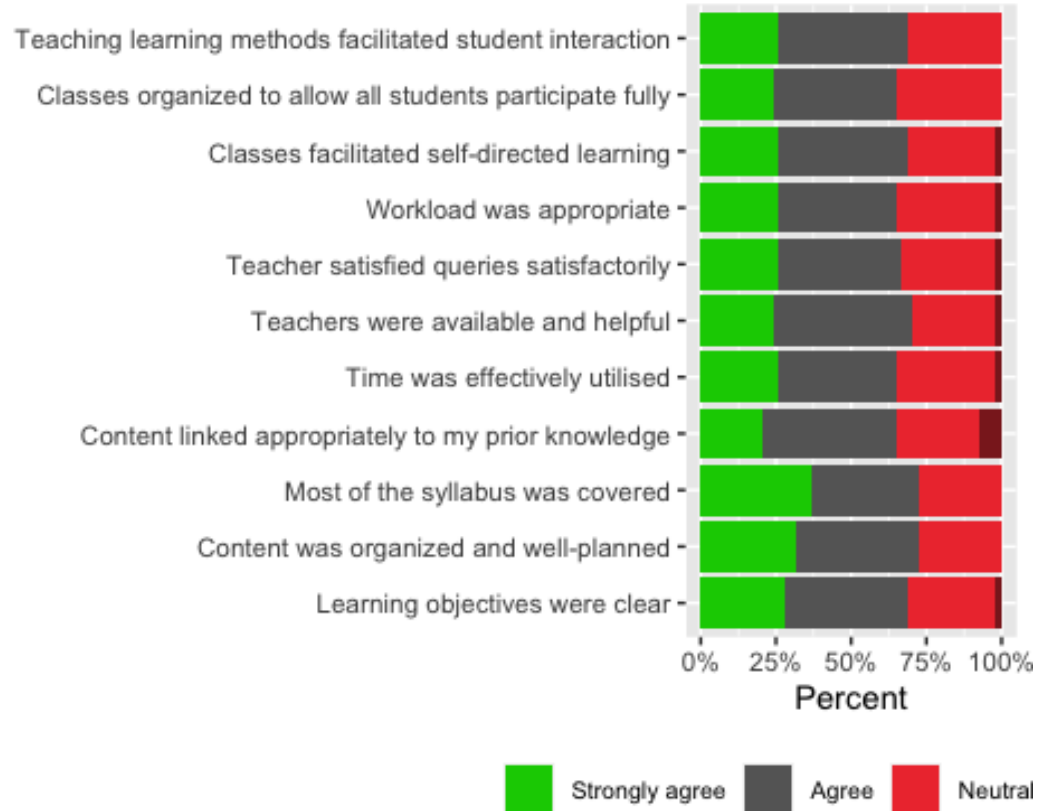 Teaching learning methods facilitated student interaction
Classes organized to allow all students participate fully
Classes facilitated self-directed learning
Workload was appropriate
Teacher satisfied queries satisfactorily
Teachers were available and helpful
Time was effectively utilised
Content linked appropriately to my prior knowledge
Most of the syllabus was covered
Content was organized and well-planned
Learning objectives were clear
0% 25% 50% 75% 100%
Percent
Strongly agree Agree Neutral